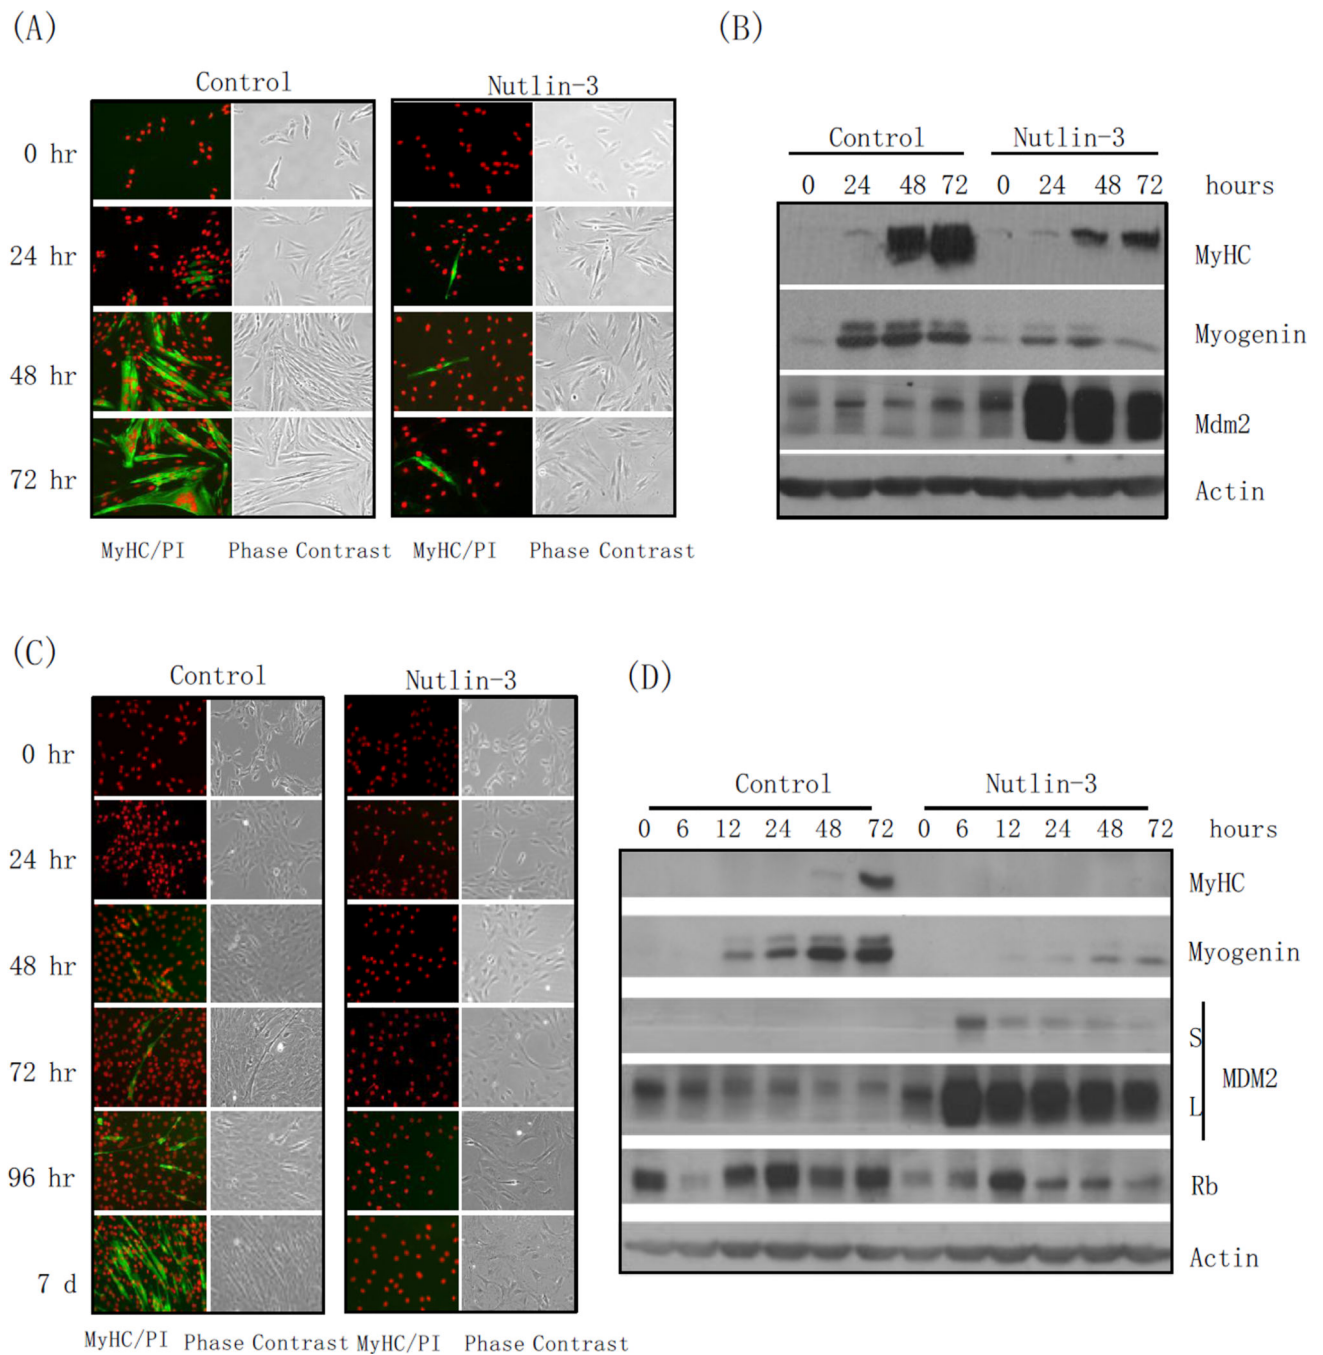 (A)
Control Nutlin-3
0 hr
24 hr
48 hr
72 hr
MyHC/PI Phase Contrast MyHC/PI Phase Contrast
(B)
Control Nutlin-3
0 24 48 72 0 24 48 72 hours
MyHC
Myogenin
Mdm2
Actin
(C)
Control Nutlin-3
0 hr
24 hr
48 hr
72 hr
96 hr
7 d
MyHC/PI Phase Contrast MyHC/PI Phase Contrast
(D)
Control Nutlin-3
0 6 12 24 48 72 0 6 12 24 48 72 hours
MyHC
Myogenin
S
MDM2
L
Rb
Actin